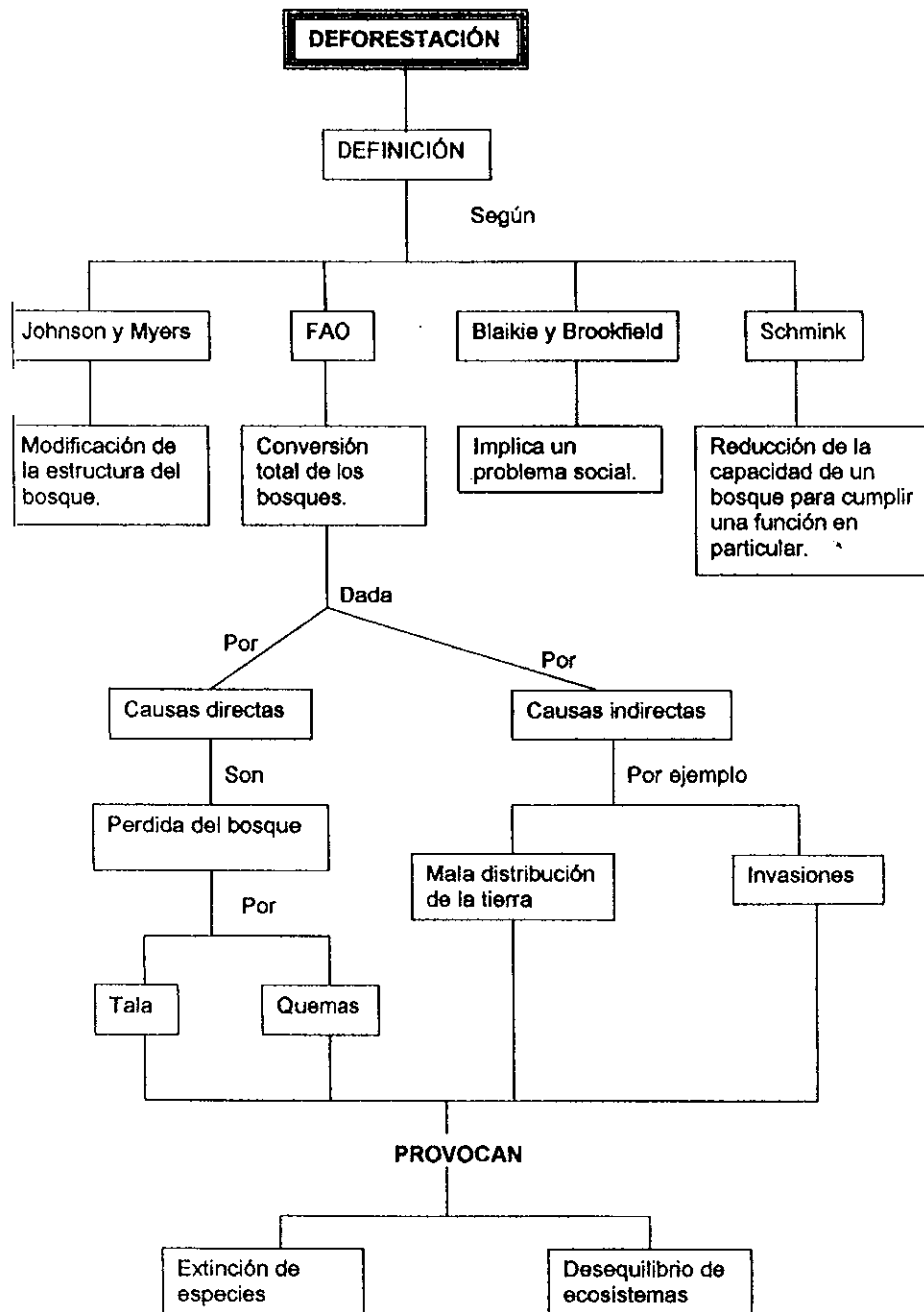 DEFORESTACIÓN
DEFINICIÓN
Según
Johnson y Myers
FAO
Blaikie y Brookfield
Schmink
Modificación de
la estructura del
bosque.
Conversión
total de los
bosques.
Implica un
problema social.
Reducción de la
capacidad de un
bosque para cumplir
una función en
particular.
Dada
Por
Por
Causas directas
Causas indirectas
Son
Por ejemplo
Perdida del bosque
Mala distribución
de la tierra
Invasiones
Por
Tala
Quemas
PROVOCAN
Extinción de
especies
Desequilibrio de
ecosistemas